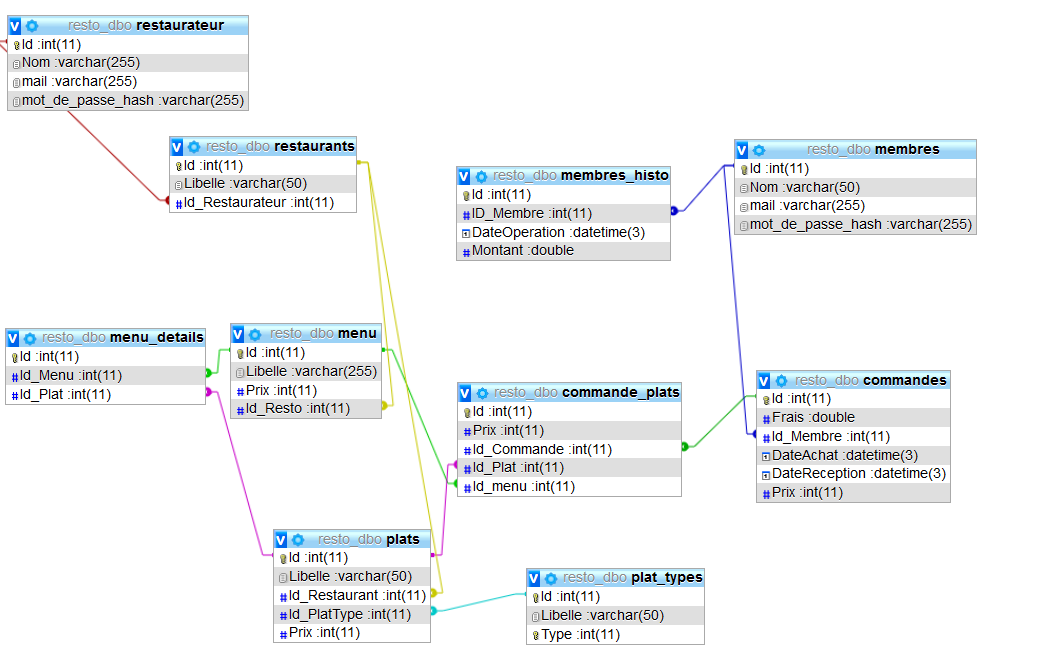 resto_dbo restaurateur
Id :int(11)
Nom :varchar(255)
mail :varchar(255)
mot_de_passe_hash :varchar(255)
resto_dbo restaurants
Id :int(11)
Libelle :varchar(50)
Id_Restaurateur :int(11)
resto_dbo membres_histo
Id :int(11)
ID_Membre :int(11)
DateOperation :datetime(3)
Montant :double
resto_dbo membres
Id :int(11)
Nom :varchar(50)
mail :varchar(255)
mot_de_passe_hash :varchar(255)
resto_dbo menu_details
Id :int(11)
Id_Menu :int(11)
Id_Plat :int(11)
resto_dbo menu
Id :int(11)
Libelle :varchar(255)
Prix :int(11)
Id_Resto :int(11)
resto_dbo commande_plats
Id :int(11)
Prix :int(11)
Id_Commande :int(11)
Id_Plat :int(11)
Id_menu :int(11)
resto_dbo commandes
Id :int(11)
Frais :double
Id_Membre :int(11)
DateAchat :datetime(3)
DateReception :datetime(3)
Prix :int(11)
resto_dbo plats
Id :int(11)
Libelle :varchar(50)
Id_Restaurant :int(11)
Id_PlatType :int(11)
Prix :int(11)
resto_dbo plat_types
Id :int(11)
Libelle :varchar(50)
Type :int(11)